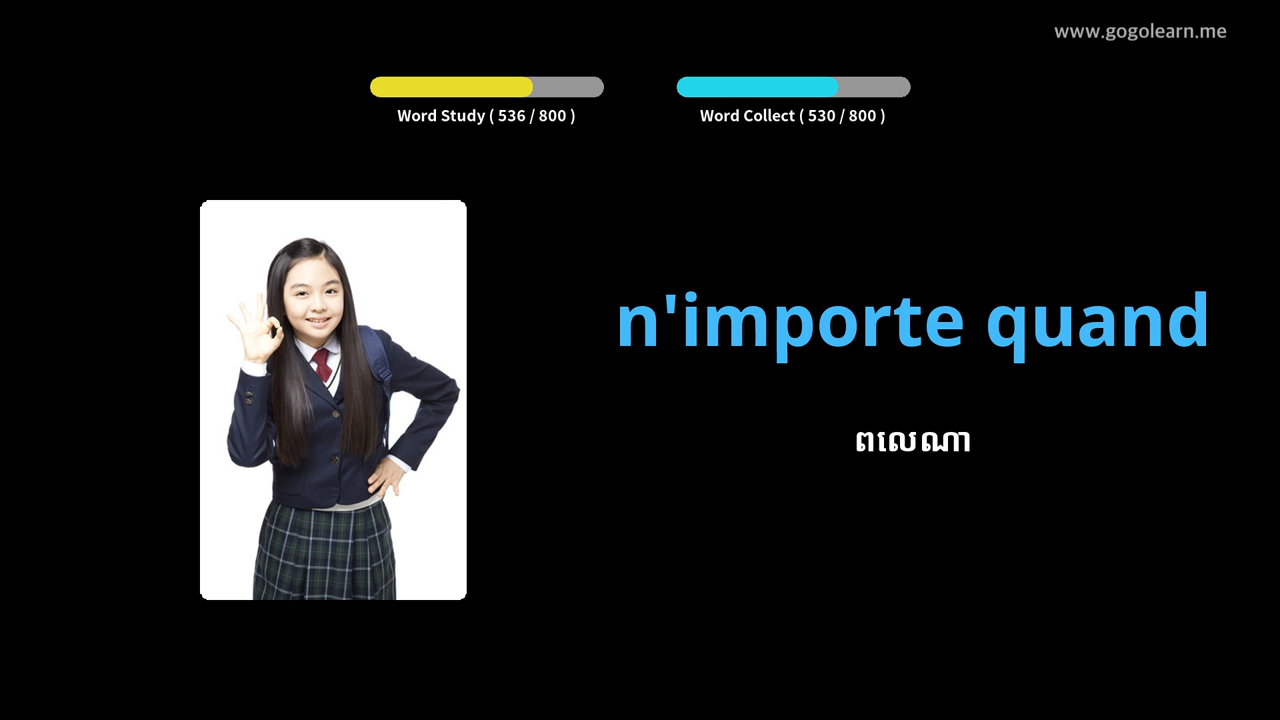 www.gogolearn.me
Word Study ( 536 / 800 )
Word Collect ( 530 / 800 )
n'importe quand
ពលេណា